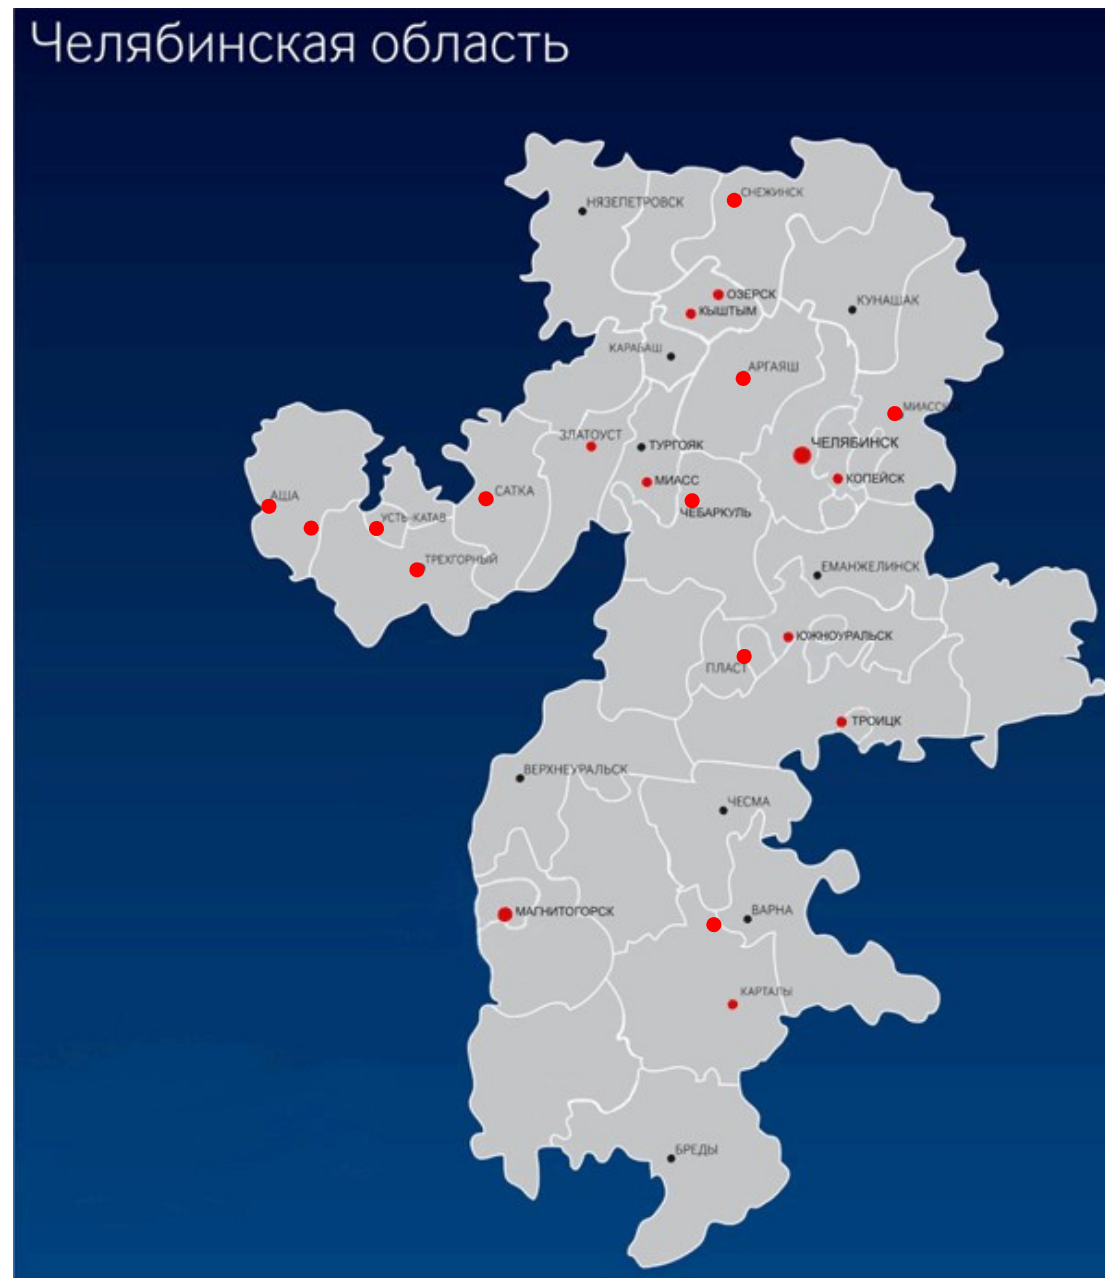 Челябинская область
СНЕЖИНСК
НЯЗЕПЕТРОВСК
ОЗЕРСК
КУНАШАК
КЫШТЫМ
КАРАБАШ
АРГАЯШ
ЗЛАТОУСТ
ТУРГОЯК
ЧЕЛЯБИНСК
МИАСС
КОПЕЙСК
САТКА
АША
ЧЕБАРКУЛЬ
УСТЬ-КАТАВ
ТРЕХГОРНЫЙ
ЕМАНЖЕЛИНСК
ЮЖНОУРАЛЬСК
ПЛАСТ
ТРОИЦК
ВЕРХНЕУРАЛЬСК
ЧЕСМА
МАГНИТОГОРСК
ВАРНА
КАРТАЛЫ
БРЕДЫ